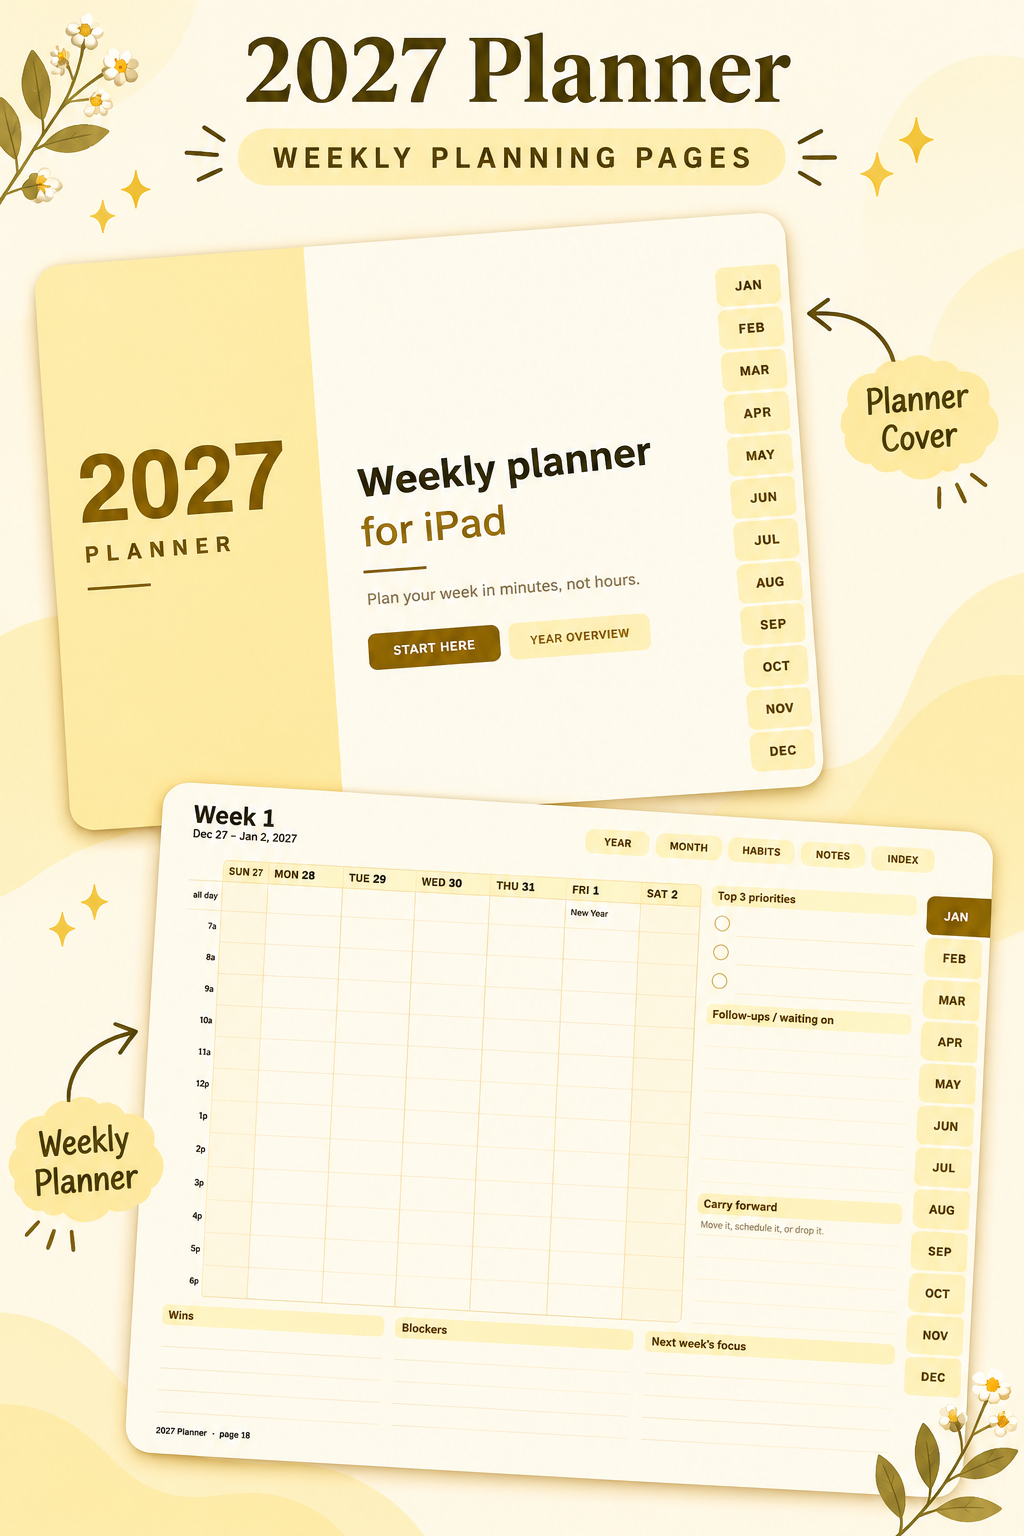 2027 Planner
WEEKLY PLANNING PAGES
2027
PLANNER
Weekly planner
for iPad
Plan your week in minutes, not hours.
START HERE
YEAR OVERVIEW
JAN
FEB
MAR
APR
MAY
JUN
JUL
AUG
SEP
OCT
NOV
DEC
Planner
Cover
Week 1
Dec 27 – Jan 2, 2027
YEAR
MONTH
HABITS
NOTES
INDEX
SUN 27 MON 28 TUE 29 WED 30 THU 31 FRI 1 SAT 2
all day
New Year
7a
8a
9a
10a
11a
12p
1p
2p
3p
4p
5p
6p
Top 3 priorities
Follow-ups / waiting on
Carry forward
Move it, schedule it, or drop it.
JAN
FEB
MAR
APR
MAY
JUN
JUL
AUG
SEP
OCT
NOV
DEC
Wins
Blockers
Next week's focus
2027 Planner · page 18
Weekly
Planner